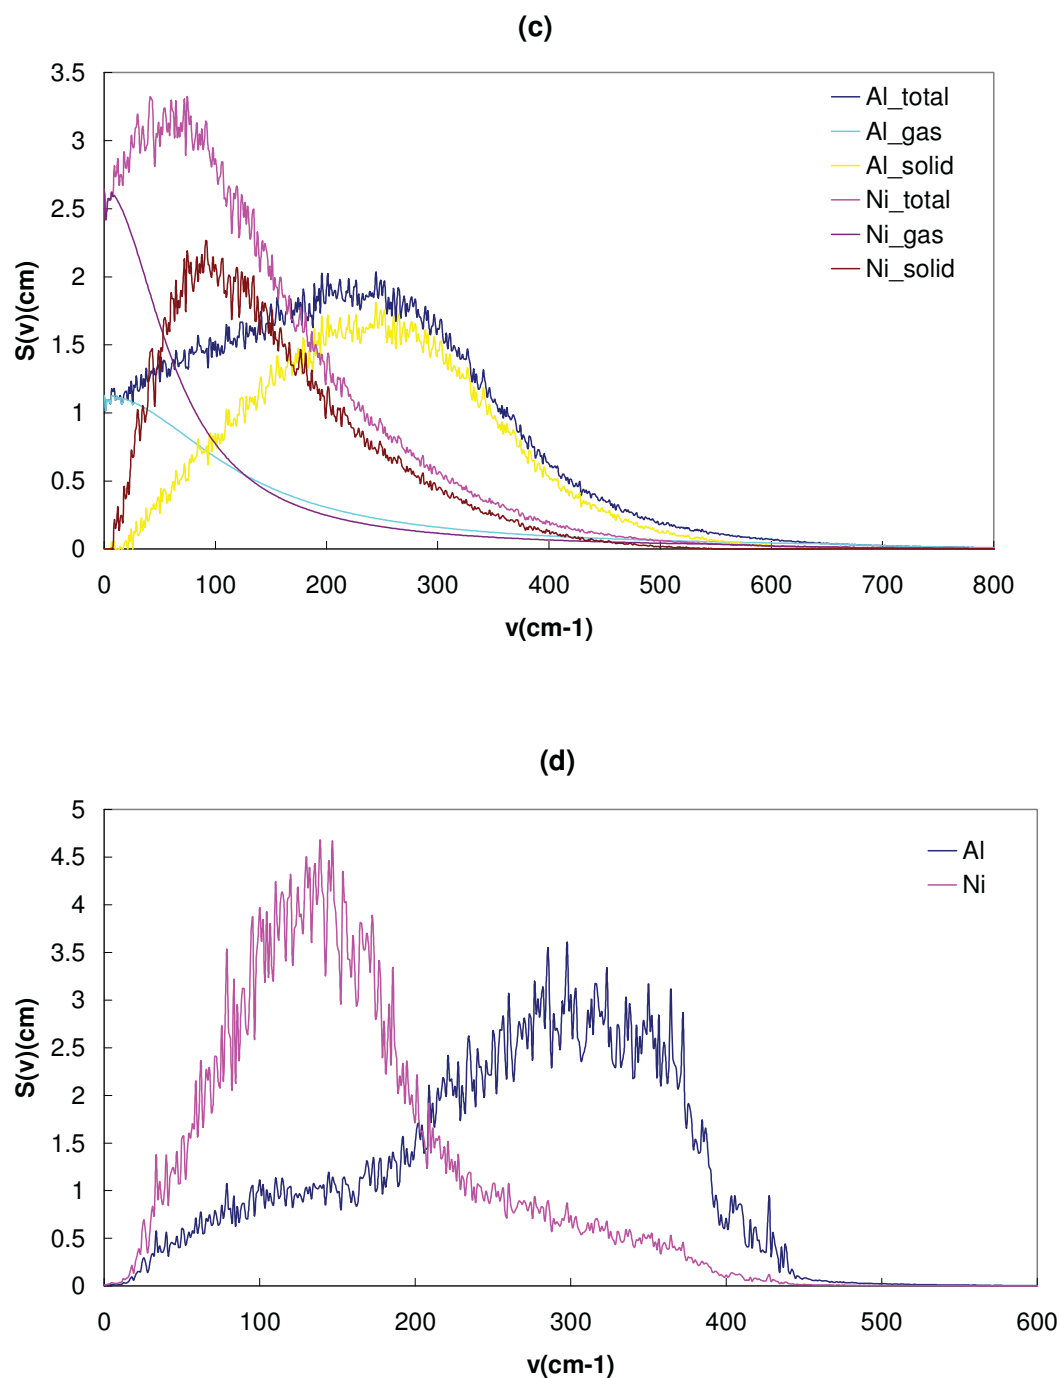 (c)
3.5
3
2.5
2
1.5
1
0.5
0
S(v)(cm)
Al_total
Al_gas
Al_solid
Ni_total
Ni_gas
Ni_solid
0 100 200 300 400 500 600 700 800
v(cm-1)
(d)
5
4.5
4
3.5
3
2.5
2
1.5
1
0.5
0
S(v)(cm)
Al
Ni
0 100 200 300 400 500 600
v(cm-1)